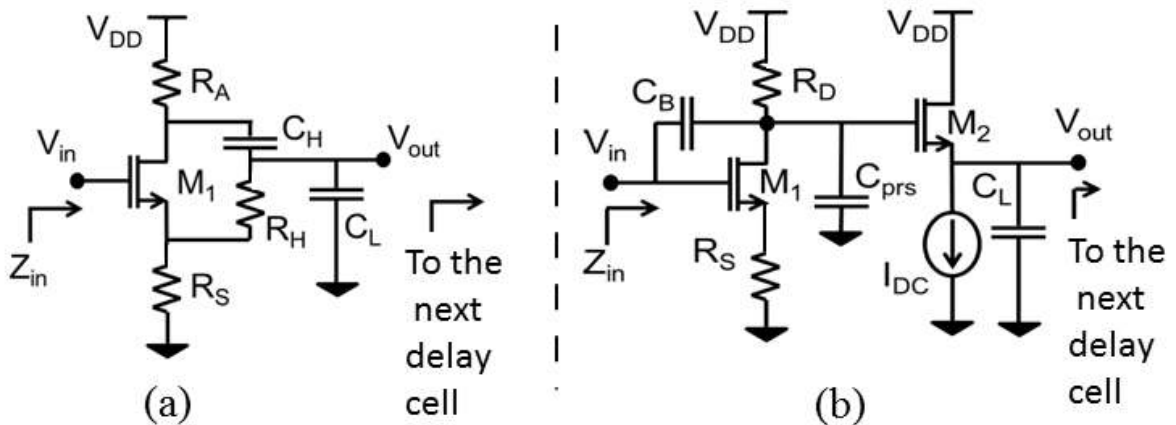 V_DD
R_A
C_H
V_in
V_out
M_1
R_H
C_L
Z_in
R_S
To the
next
delay
cell
(a)
V_DD
V_DD
R_D
C_B
M_2
V_out
V_in
M_1
C_prs
C_L
Z_in
R_S
I_DC
To the
next
delay
cell
(b)